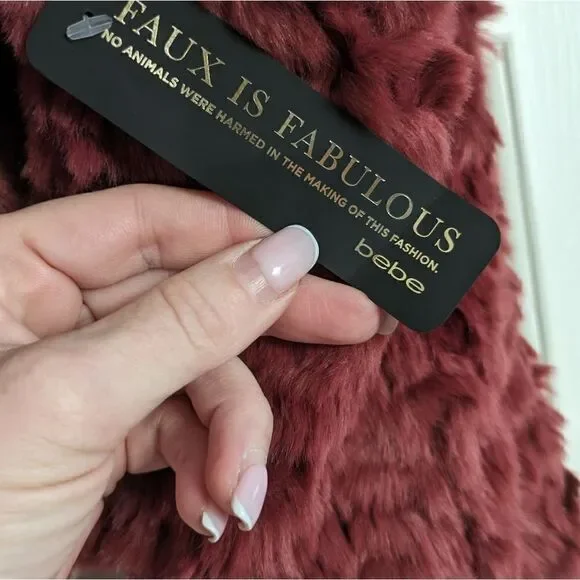 FAUX IS FABULOUS
NO ANIMALS WERE HARMED IN THE MAKING OF THIS FASHION.
bebe